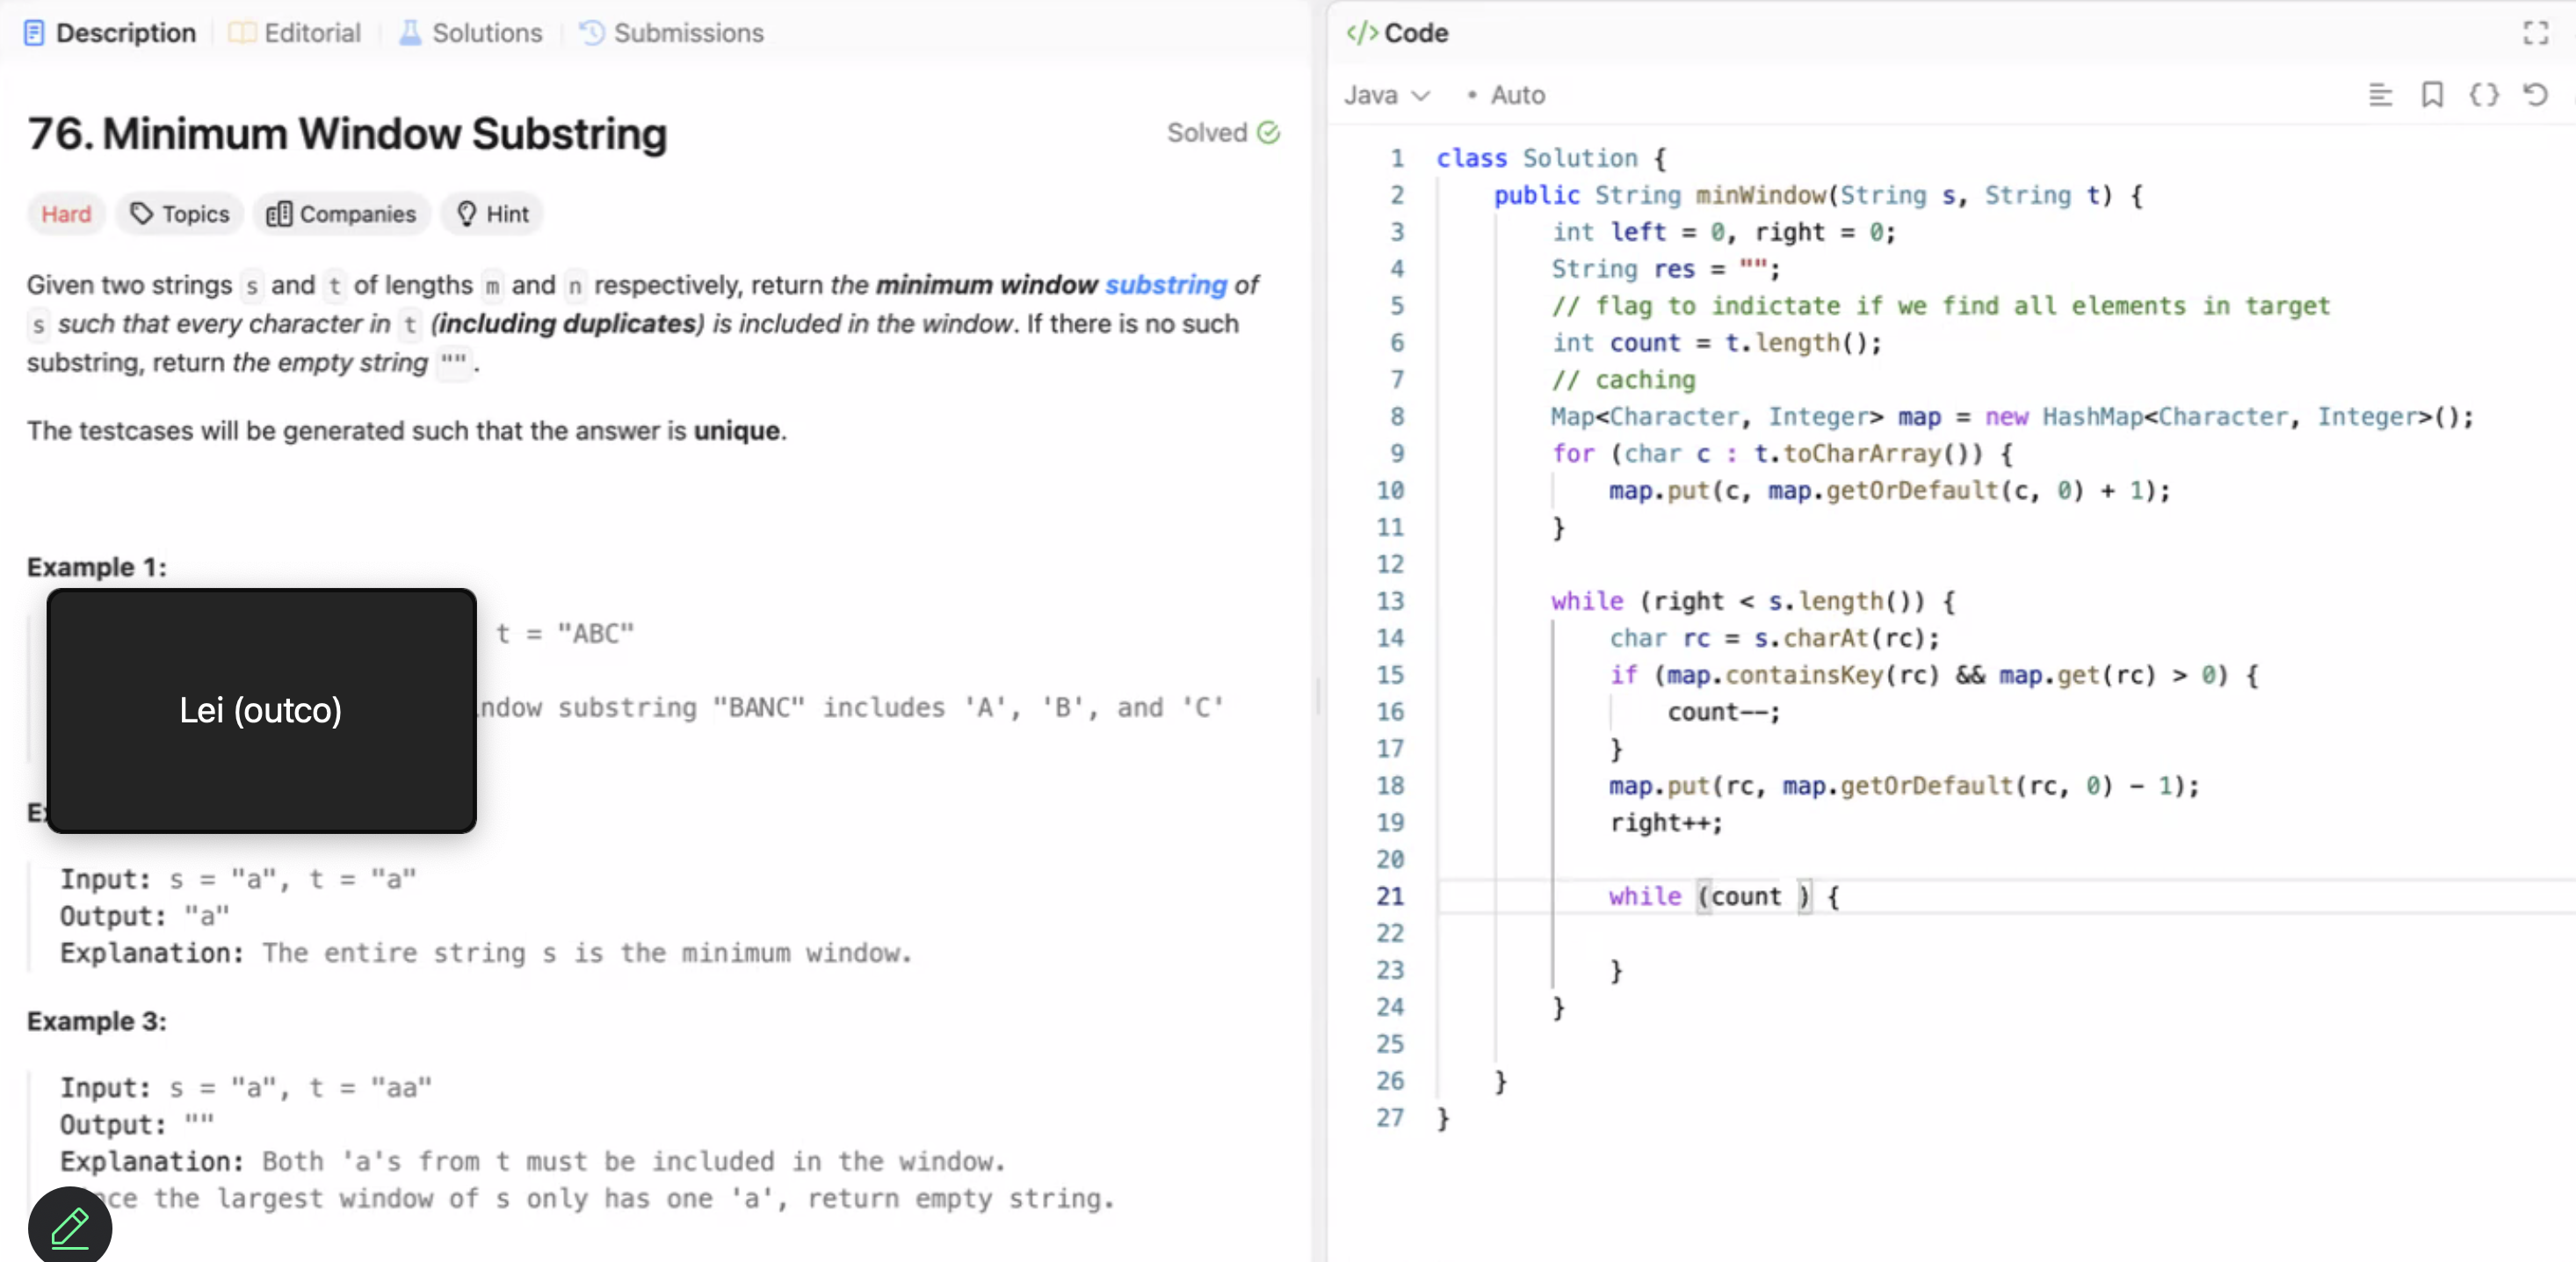 Description Editorial Solutions Submissions
76. Minimum Window Substring
Solved
Hard Topics Companies Hint
Given two strings s and t of lengths m and n respectively, return the minimum window substring of
s such that every character in t (including duplicates) is included in the window. If there is no such
substring, return the empty string "".
The testcases will be generated such that the answer is unique.
Example 1:
t = "ABC"
ndow substring "BANC" includes 'A', 'B', and 'C'
Lei (outco)
Input: s = "a", t = "a"
Output: "a"
Explanation: The entire string s is the minimum window.
Example 3:
Input: s = "a", t = "aa"
Output: ""
Explanation: Both 'a's from t must be included in the window.
nce the largest window of s only has one 'a', return empty string.
</> Code
Java • Auto
1 class Solution {
2 public String minWindow(String s, String t) {
3 int left = 0, right = 0;
4 String res = "";
5 // flag to indictate if we find all elements in target
6 int count = t.length();
7 // caching
8 Map<Character, Integer> map = new HashMap<Character, Integer>();
9 for (char c : t.toCharArray()) {
10 map.put(c, map.getOrDefault(c, 0) + 1);
11 }
12
13 while (right < s.length()) {
14 char rc = s.charAt(rc);
15 if (map.containsKey(rc) && map.get(rc) > 0) {
16 count--;
17 }
18 map.put(rc, map.getOrDefault(rc, 0) - 1);
19 right++;
20
21 while (count ) {
22
23 }
24 }
25
26 }
27 }